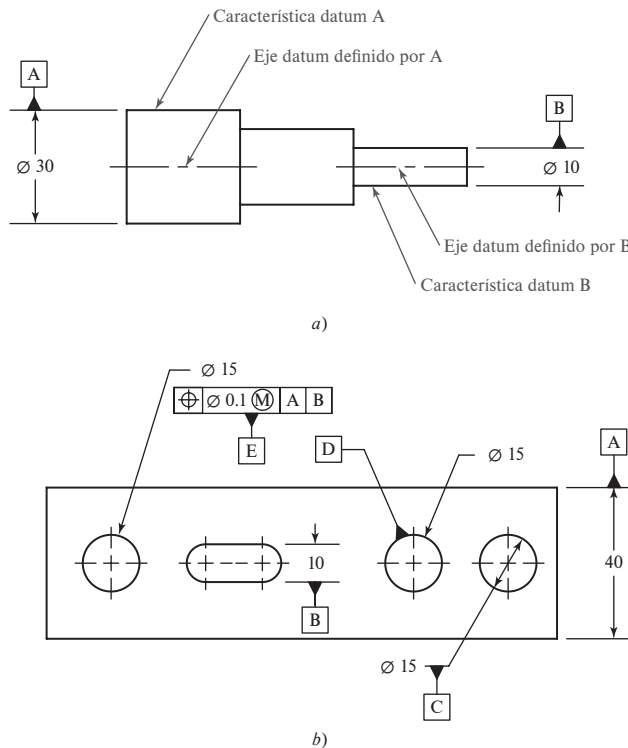 Característica datum A
Eje datum definido por A
A
B
Ø 30
Ø 10
Eje datum definido por B
Característica datum B
a)
Ø 15
⌖ Ø 0.1 Ⓜ A B
E
D
Ø 15
A
10
40
B
Ø 15
C
b)